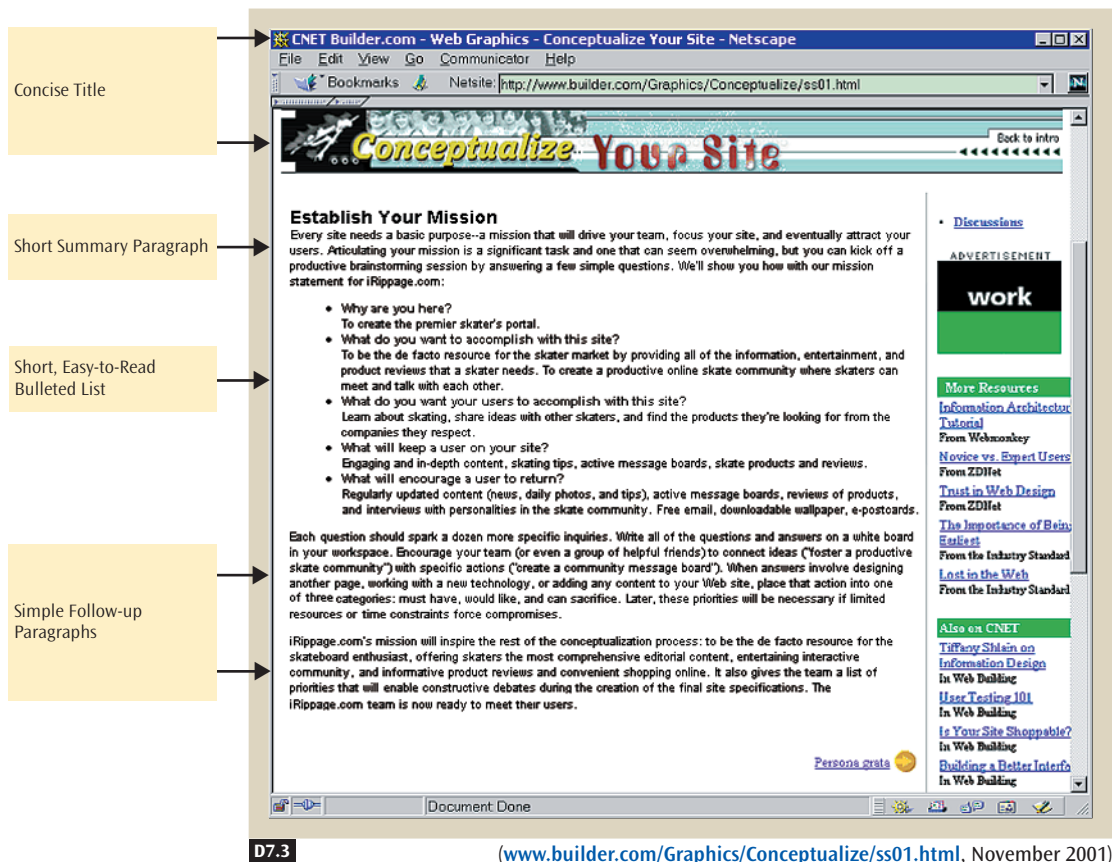 Concise Title
Short Summary Paragraph
Short, Easy-to-Read
Bulleted List
Simple Follow-up
Paragraphs
CNET Builder.com - Web Graphics - Conceptualize Your Site - Netscape
File Edit View Go Communicator Help
Bookmarks Netsite: http://www.builder.com/Graphics/Conceptualize/ss01.html
Conceptualize Your Site
Back to intro
Establish Your Mission
Every site needs a basic purpose--a mission that will drive your team, focus your site, and eventually attract your
users. Articulating your mission is a significant task and one that can seem overwhelming, but you can kick off a
productive brainstorming session by answering a few simple questions. We'll show you how with our mission
statement for iRippage.com:
• Why are you here?
To create the premier skater's portal.
• What do you want to accomplish with this site?
To be the de facto resource for the skater market by providing all of the information, entertainment, and
product reviews that a skater needs. To create a productive online skate community where skaters can
meet and talk with each other.
• What do you want your users to accomplish with this site?
Learn about skating, share ideas with other skaters, and find the products they're looking for from the
companies they respect.
• What will keep a user on your site?
Engaging and in-depth content, skating tips, active message boards, skate products and reviews.
• What will encourage a user to return?
Regularly updated content (news, daily photos, and tips), active message boards, reviews of products,
and interviews with personalities in the skate community. Free email, downloadable wallpaper, e-postcards.
Each question should spark a dozen more specific inquiries. Write all of the questions and answers on a white board
in your workspace. Encourage your team (or even a group of helpful friends) to connect ideas ("foster a productive
skate community") with specific actions ("create a community message board"). When answers involve designing
another page, working with a new technology, or adding any content to your Web site, place that action into one
of three categories: must have, would like, and can sacrifice. Later, these priorities will be necessary if limited
resources or time constraints force compromises.
iRippage.com's mission will inspire the rest of the conceptualization process: to be the de facto resource for the
skateboard enthusiast, offering skaters the most comprehensive editorial content, entertaining interactive
community, and informative product reviews and convenient shopping online. It also gives the team a list of
priorities that will enable constructive debates during the creation of the final site specifications. The
iRippage.com team is now ready to meet their users.
Persona grata
• Discussions
ADVERTISEMENT
work
More Resources
Information Architectur
Tutorial
From Webmonkey
Novice vs. Expert Users
From ZDNet
Trust in Web Design
From ZDNet
The Importance of Bein
Earliest
From the Industry Standard
Lost in the Web
From the Industry Standard
Also on CNET
Tiffany Shlain on
Information Design
In Web Building
User Testing 101
In Web Building
Is Your Site Shoppable?
In Web Building
Building a Better Interfa
In Web Building
Document Done
D7.3
(www.builder.com/Graphics/Conceptualize/ss01.html, November 2001)